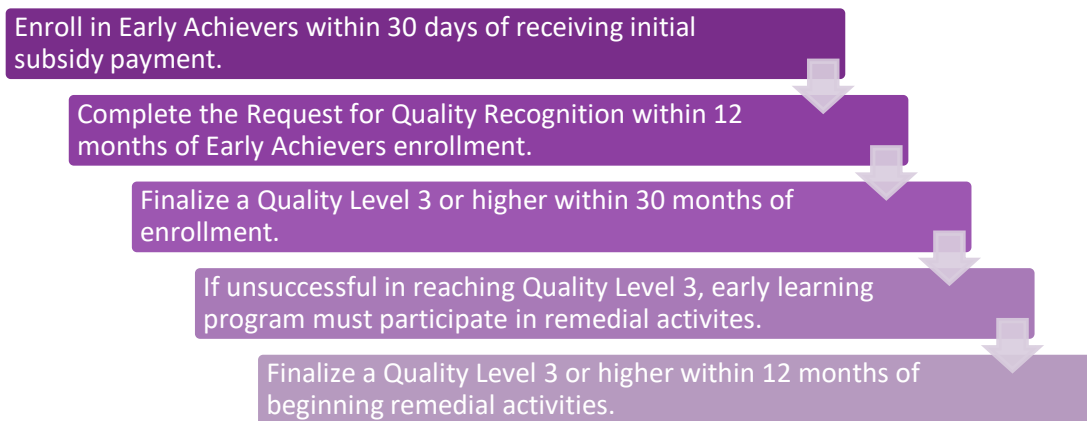 Enroll in Early Achievers within 30 days of receiving initial
subsidy payment.
Complete the Request for Quality Recognition within 12
months of Early Achievers enrollment.
Finalize a Quality Level 3 or higher within 30 months of
enrollment.
If unsuccessful in reaching Quality Level 3, early learning
program must participate in remedial activites.
Finalize a Quality Level 3 or higher within 12 months of
beginning remedial activities.